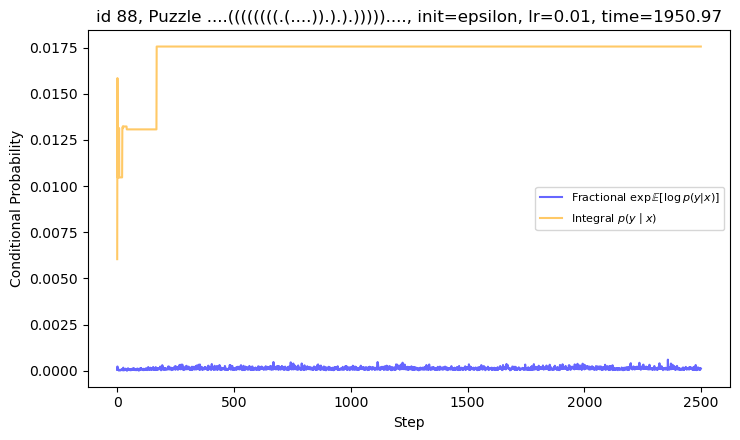 id 88, Puzzle ....((((((((.(....)).).).)))))...., init=epsilon, lr=0.01, time=1950.97
0.0175
0.0150
0.0125
0.0100
0.0075
0.0050
0.0025
0.0000
Conditional Probability
Fractional exp𝔼[log p(y|x)]
Integral p(y | x)
0 500 1000 1500 2000 2500
Step